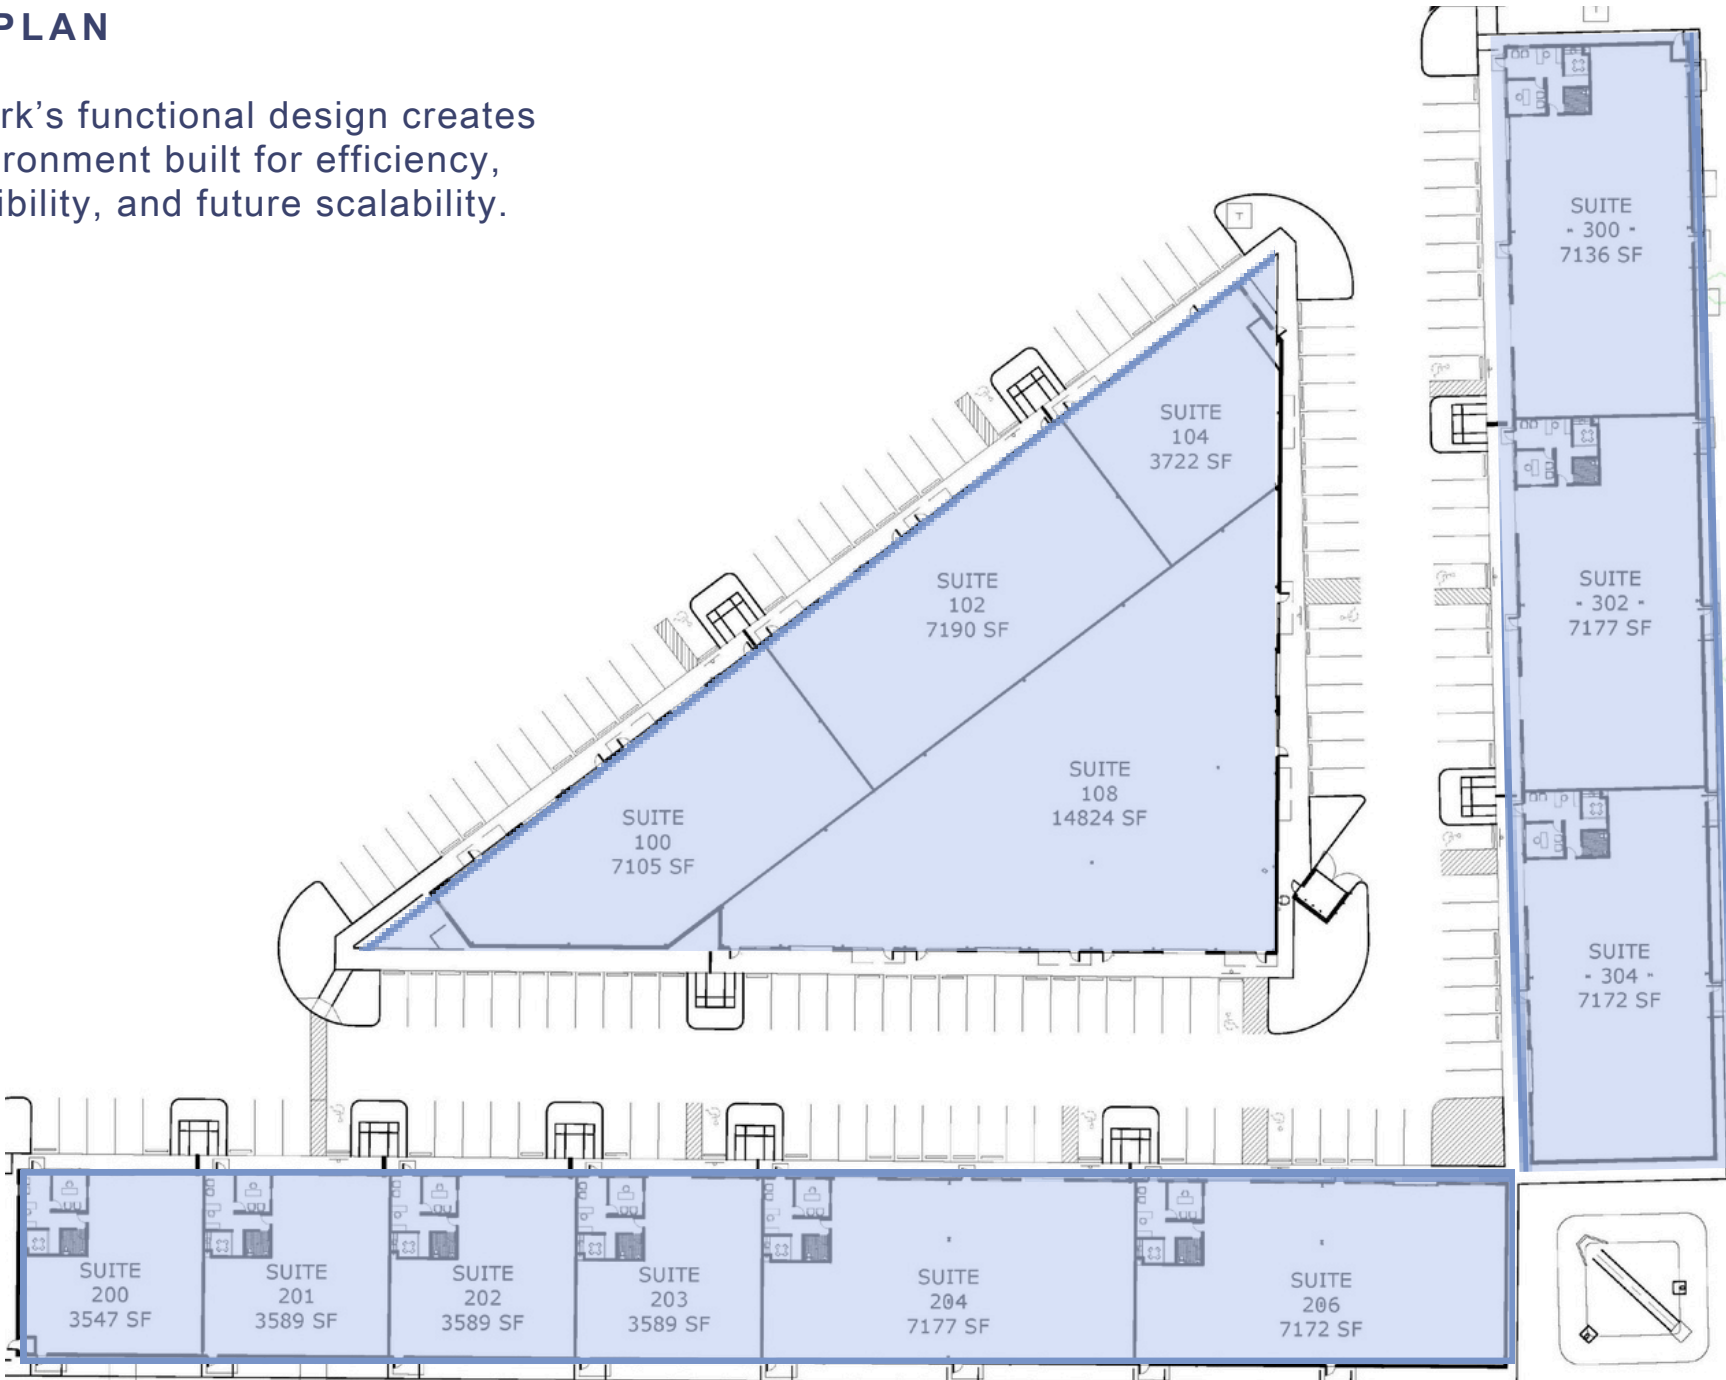 PLAN
rk's functional design creates
ronment built for efficiency,
ibility, and future scalability.
T
T
SUITE
- 300 -
7136 SF
SUITE
104
3722 SF
SUITE
102
7190 SF
SUITE
- 302 -
7177 SF
SUITE
108
14824 SF
SUITE
100
7105 SF
SUITE
- 304 -
7172 SF
SUITE
200
3547 SF
SUITE
201
3589 SF
SUITE
202
3589 SF
SUITE
203
3589 SF
SUITE
204
7177 SF
SUITE
206
7172 SF